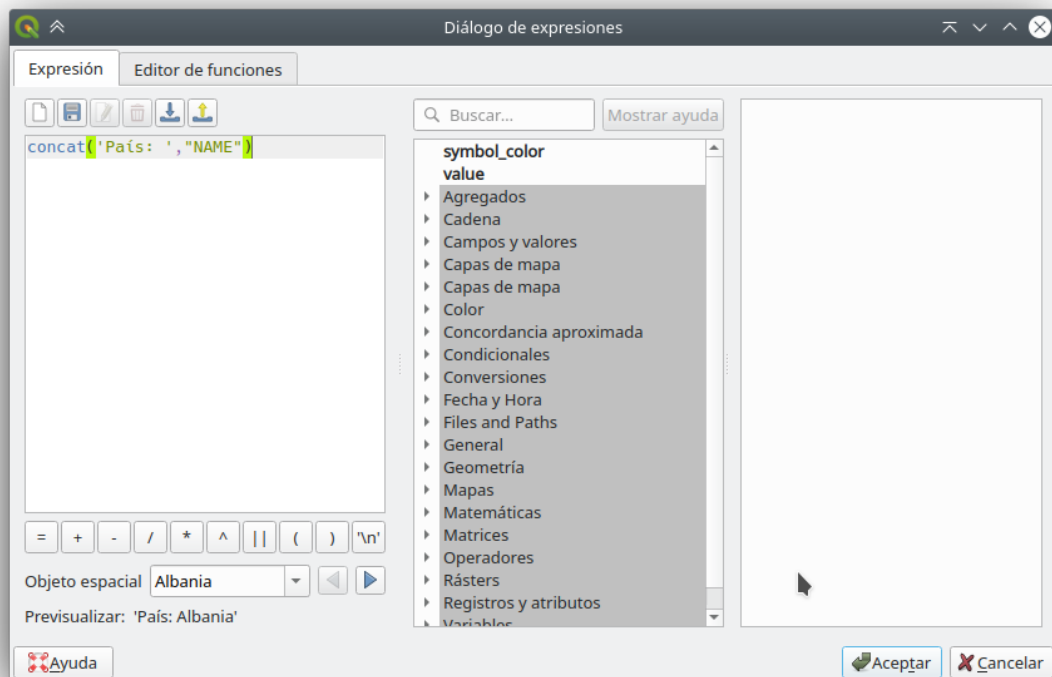 Diálogo de expresiones
Expresión
Editor de funciones
concat('País: ',"NAME")
= + - / * ^ || ( ) '\n'
Objeto espacial Albania
Previsualizar: 'País: Albania'
Buscar...
Mostrar ayuda
symbol_color
value
Agregados
Cadena
Campos y valores
Capas de mapa
Capas de mapa
Color
Concordancia aproximada
Condicionales
Conversiones
Fecha y Hora
Files and Paths
General
Geometría
Mapas
Matemáticas
Matrices
Operadores
Rásters
Registros y atributos
Variables
Ayuda
Aceptar
Cancelar